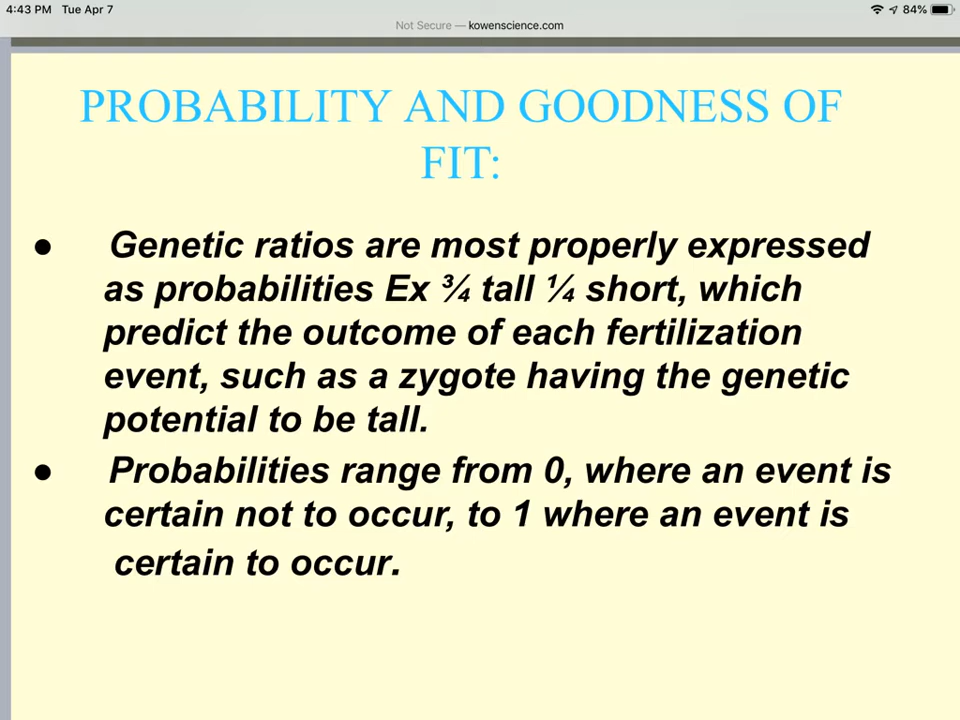 4:43 PM Tue Apr 7 84%
Not Secure — kowenscience.com
PROBABILITY AND GOODNESS OF
FIT:
● Genetic ratios are most properly expressed
as probabilities Ex ¾ tall ¼ short, which
predict the outcome of each fertilization
event, such as a zygote having the genetic
potential to be tall.
● Probabilities range from 0, where an event is
certain not to occur, to 1 where an event is
certain to occur.